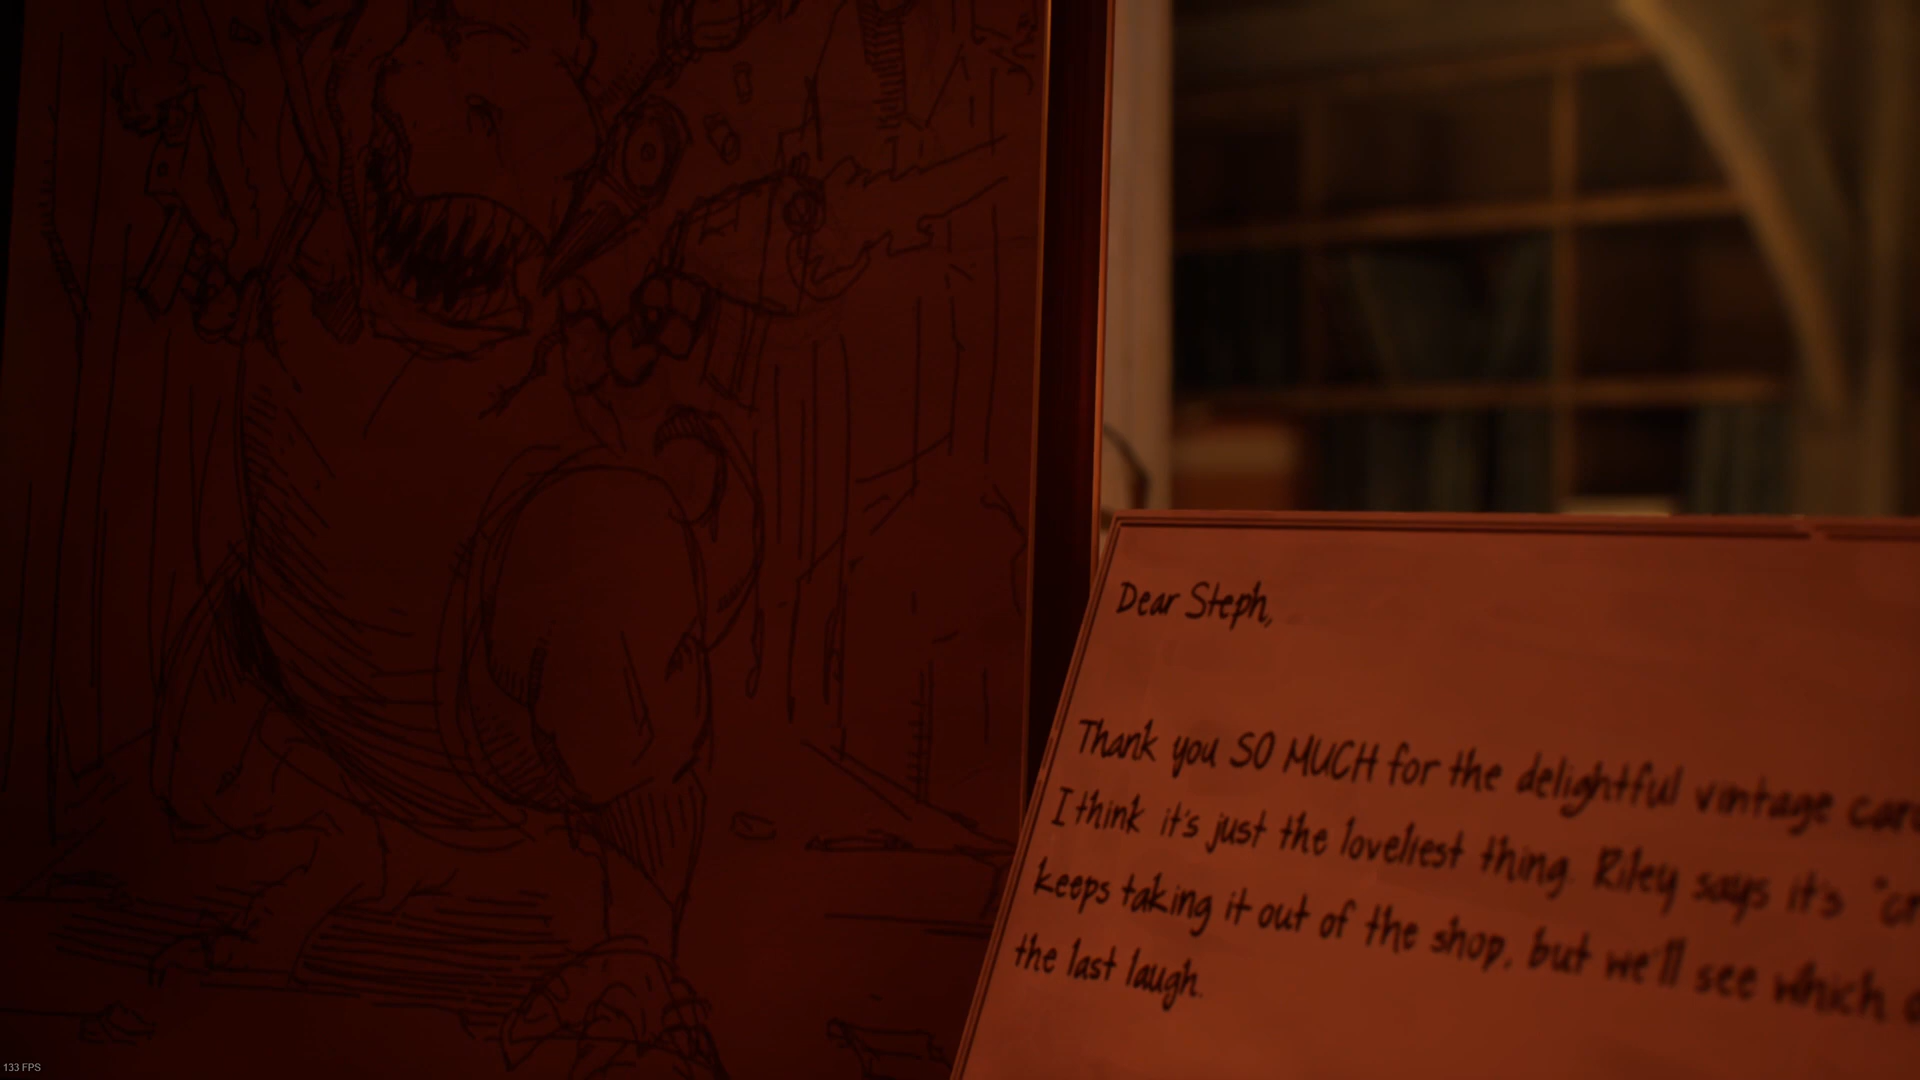 Dear Steph,
Thank you SO MUCH for the delightful vintage
I think it's just the loveliest thing. Riley says it's
keeps taking it out of the shop, but we'll see which
the last laugh.
133 FPS